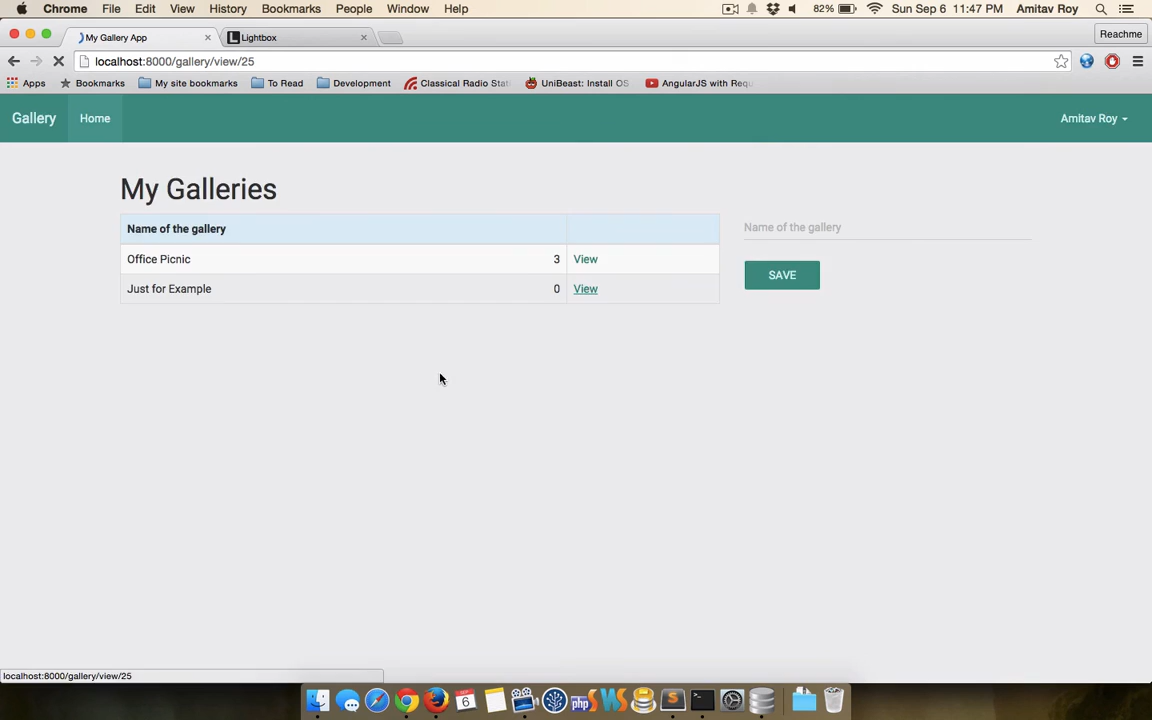 Chrome File Edit View History Bookmarks People Window Help 82% Sun Sep 6 11:47 PM Amitav Roy
My Gallery App Lightbox Reachme
localhost:8000/gallery/view/25
Apps Bookmarks My site bookmarks To Read Development Classical Radio Stat UniBeast: Install OS AngularJS with Requ
Gallery Home Amitav Roy
My Galleries
Name of the gallery Name of the gallery
Office Picnic 3 View
SAVE
Just for Example 0 View
localhost:8000/gallery/view/25